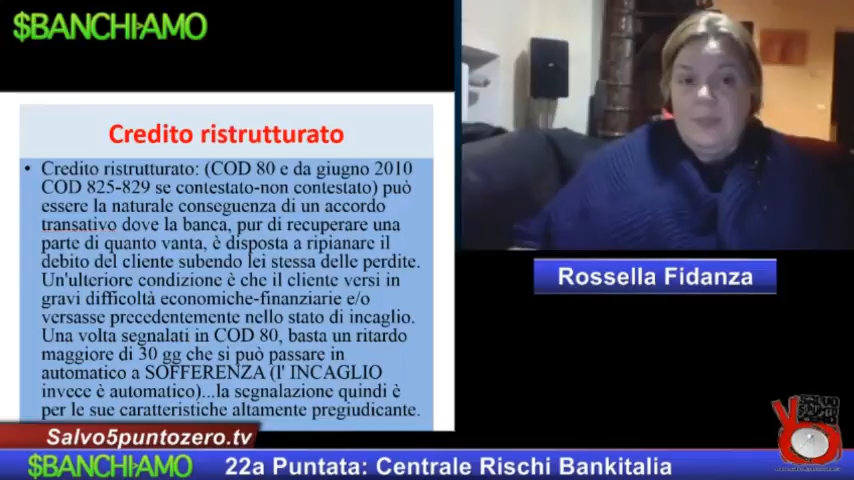 $BANCHIAMO
Credito ristrutturato
• Credito ristrutturato: (COD 80 e da giugno 2010
COD 825-829 se contestato-non contestato) può
essere la naturale conseguenza di un accordo
transativo dove la banca, pur di recuperare una
parte di quanto vanta, è disposta a ripianare il
debito del cliente subendo lei stessa delle perdite.
Un'ulteriore condizione è che il cliente versi in
gravi difficoltà economiche-finanziarie e/o
versasse precedentemente nello stato di incaglio.
Una volta segnalati in COD 80, basta un ritardo
maggiore di 30 gg che si può passare in
automatico a SOFFERENZA (l' INCAGLIO
invece è automatico)...la segnalazione quindi è
per le sue caratteristiche altamente pregiudicante.
Rossella Fidanza
Salvo5puntozero.tv
$BANCHIAMO 22a Puntata: Centrale Rischi Bankitalia
SALVO
PUNTO
ZERO